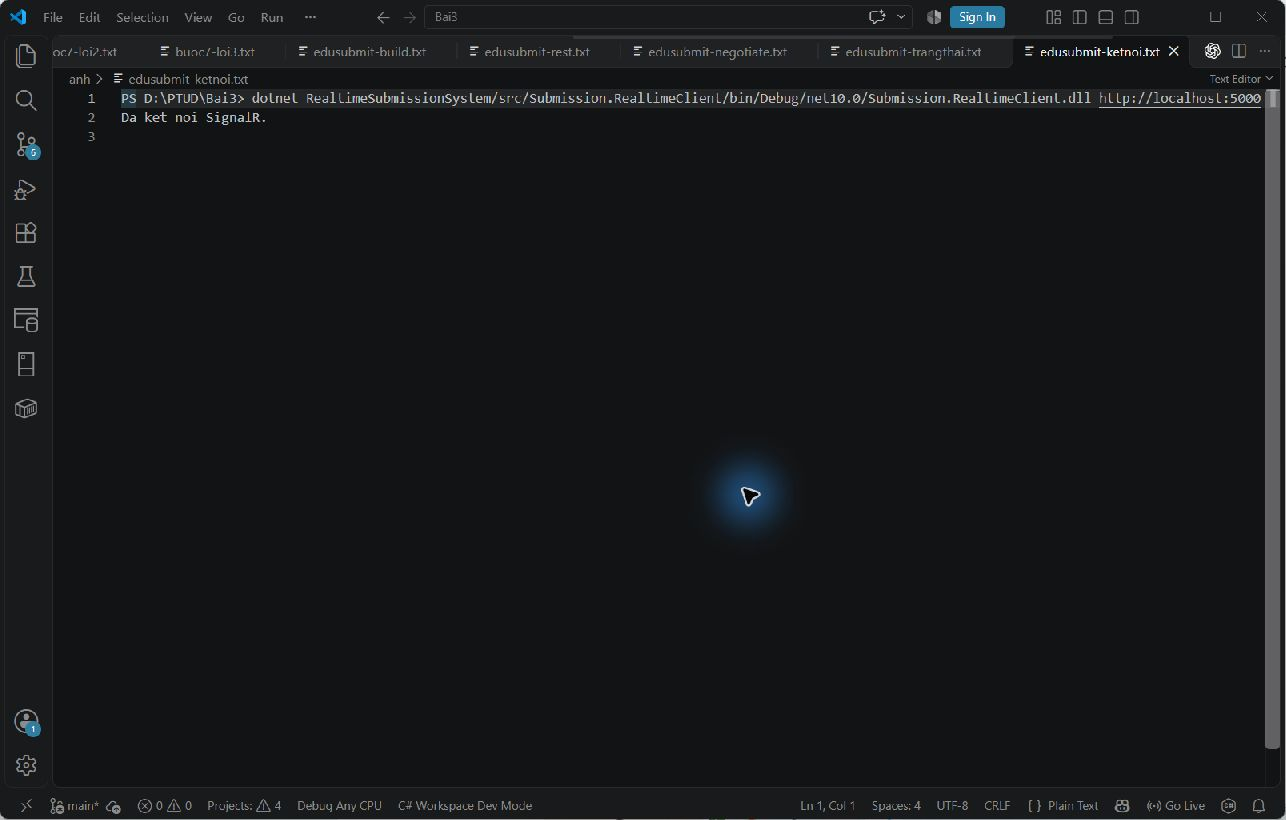 File Edit Selection View Go Run ··· Bai3 Sign In
oc7-loi2.txt buoc7-loi3.txt edusubmit-build.txt edusubmit-rest.txt edusubmit-negotiate.txt edusubmit-trangthai.txt edusubmit-ketnoi.txt
anh > edusubmit-ketnoi.txt Text Editor
1 PS D:\PTUD\Bai3> dotnet RealtimeSubmissionSystem/src/Submission.RealtimeClient/bin/Debug/net10.0/Submission.RealtimeClient.dll http://localhost:5000
2 Da ket noi SignalR.
3
6
1
main* 0 0 Projects: 4 Debug Any CPU C# Workspace Dev Mode Ln 1, Col 1 Spaces: 4 UTF-8 CRLF { } Plain Text Go Live